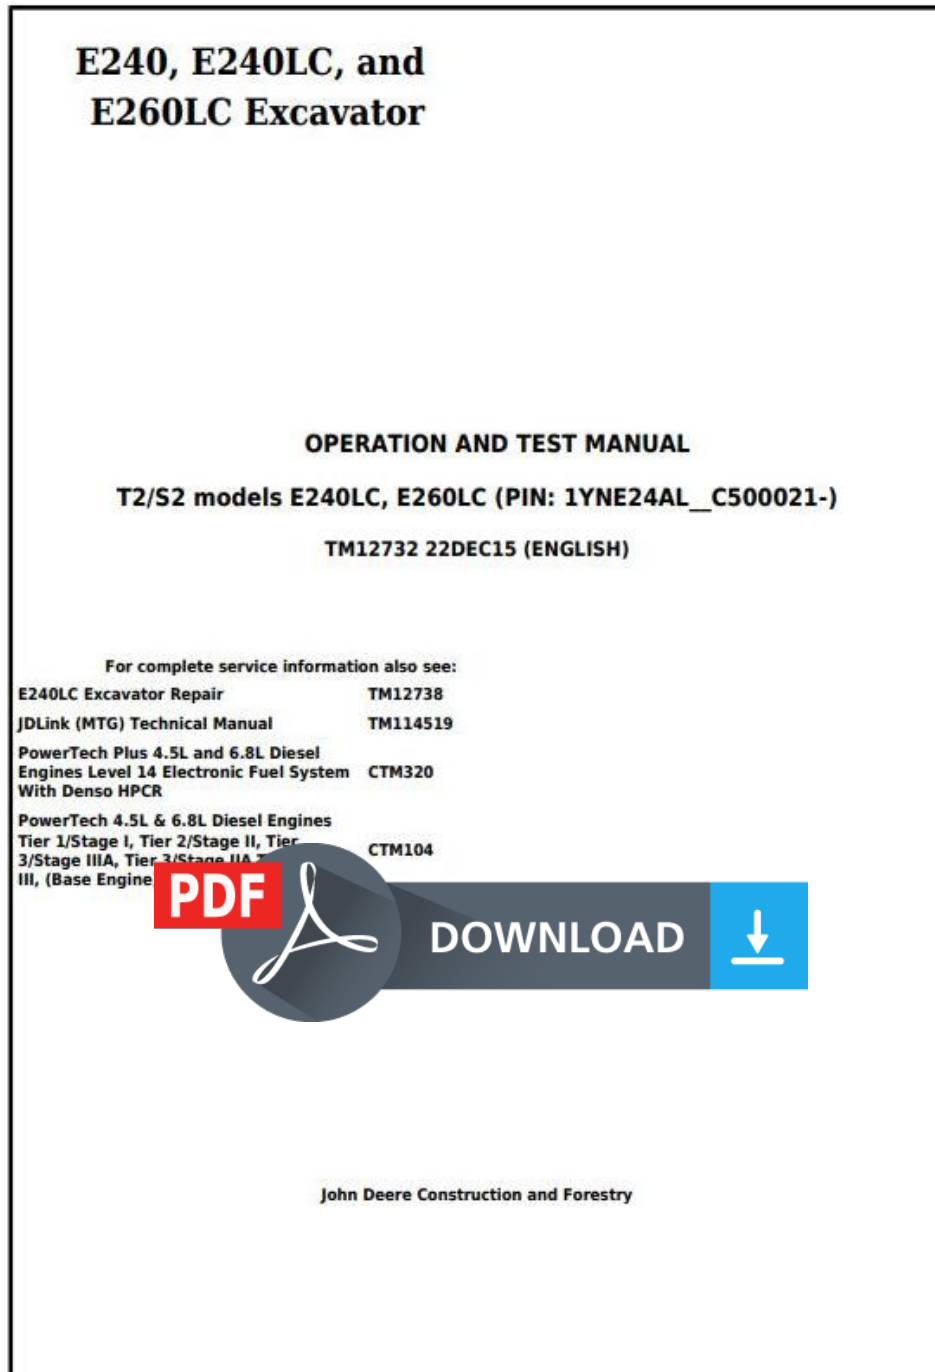 E240, E240LC, and
E260LC Excavator
OPERATION AND TEST MANUAL
T2/S2 models E240LC, E260LC (PIN: 1YNE24AL__C500021-)
TM12732 22DEC15 (ENGLISH)
For complete service information also see:
E240LC Excavator Repair TM12738
JDLink (MTG) Technical Manual TM114519
PowerTech Plus 4.5L and 6.8L Diesel
Engines Level 14 Electronic Fuel System CTM320
With Denso HPCR
PowerTech 4.5L & 6.8L Diesel Engines
Tier 1/Stage I, Tier 2/Stage II, Tier
3/Stage IIIA, Tier 3/Stage IIA CTM104
III, (Base Engine
PDF
DOWNLOAD
John Deere Construction and Forestry